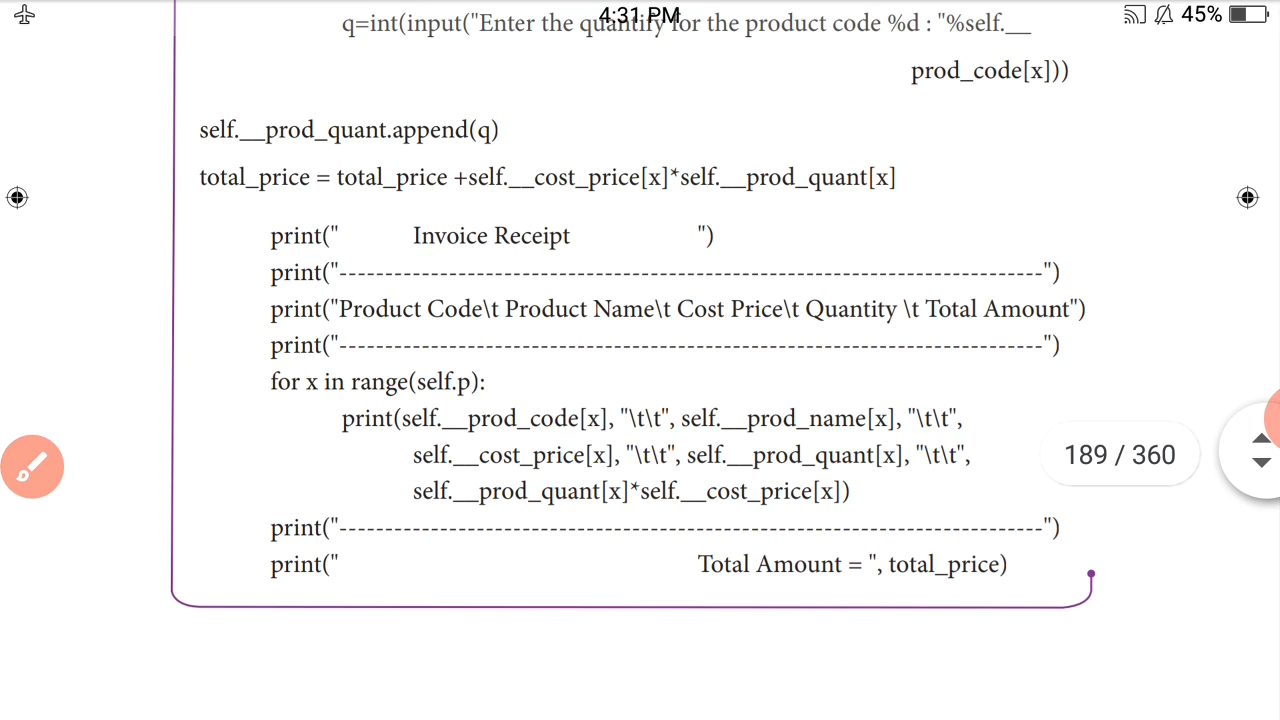 4:31 PM
45%
q=int(input("Enter the quantify for the product code %d : "%self.__
prod_code[x]))
self.__prod_quant.append(q)
total_price = total_price +self.__cost_price[x]*self.__prod_quant[x]
print(" Invoice Receipt ")
print("------------------------------------------------------------------------------")
print("Product Code\t Product Name\t Cost Price\t Quantity \t Total Amount")
print("------------------------------------------------------------------------------")
for x in range(self.p):
print(self.__prod_code[x], "\t\t", self.__prod_name[x], "\t\t",
self.__cost_price[x], "\t\t", self.__prod_quant[x], "\t\t",
self.__prod_quant[x]*self.__cost_price[x])
print("------------------------------------------------------------------------------")
print(" Total Amount = ", total_price)
189 / 360